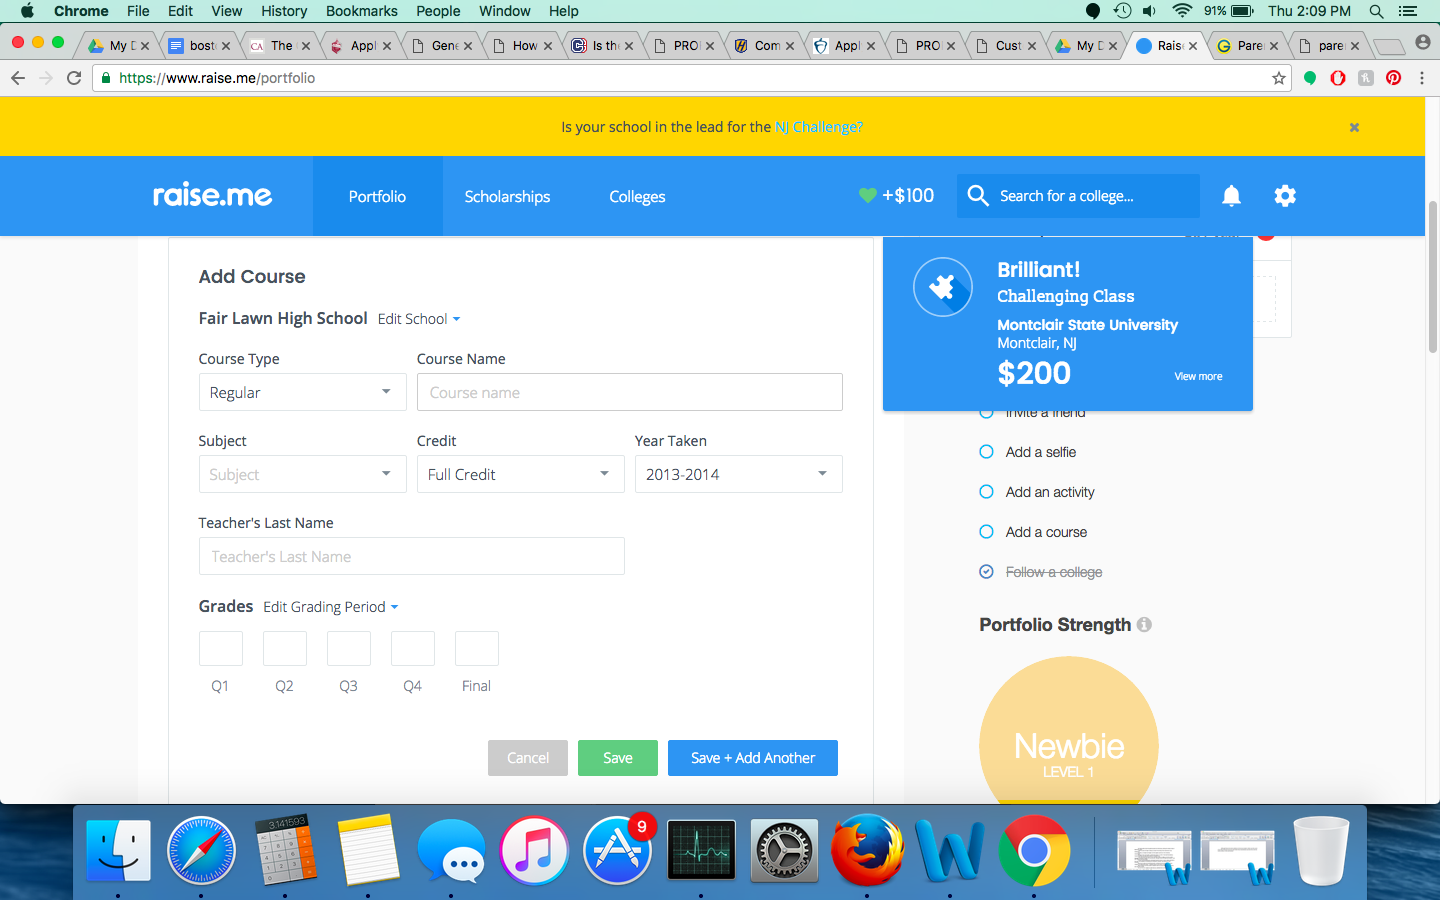 Chrome File Edit View History Bookmarks People Window Help 91% Thu 2:09 PM
My D bost The Appl Gene How Is the PRO Com Appl PRO Cust My D Raise Pare pare
https://www.raise.me/portfolio
Is your school in the lead for the NJ Challenge?
raise.me Portfolio Scholarships Colleges +$100 Search for a college...
Add Course
Fair Lawn High School Edit School
Course Type Course Name
Regular Course name
Subject Credit Year Taken
Subject Full Credit 2013-2014
Teacher's Last Name
Teacher's Last Name
Grades Edit Grading Period
Q1 Q2 Q3 Q4 Final
Cancel Save Save + Add Another
Brilliant!
Challenging Class
Montclair State University
Montclair, NJ
$200 View more
Invite a friend
Add a selfie
Add an activity
Add a course
Follow a college
Portfolio Strength
Newbie
LEVEL 1
3.141593
9